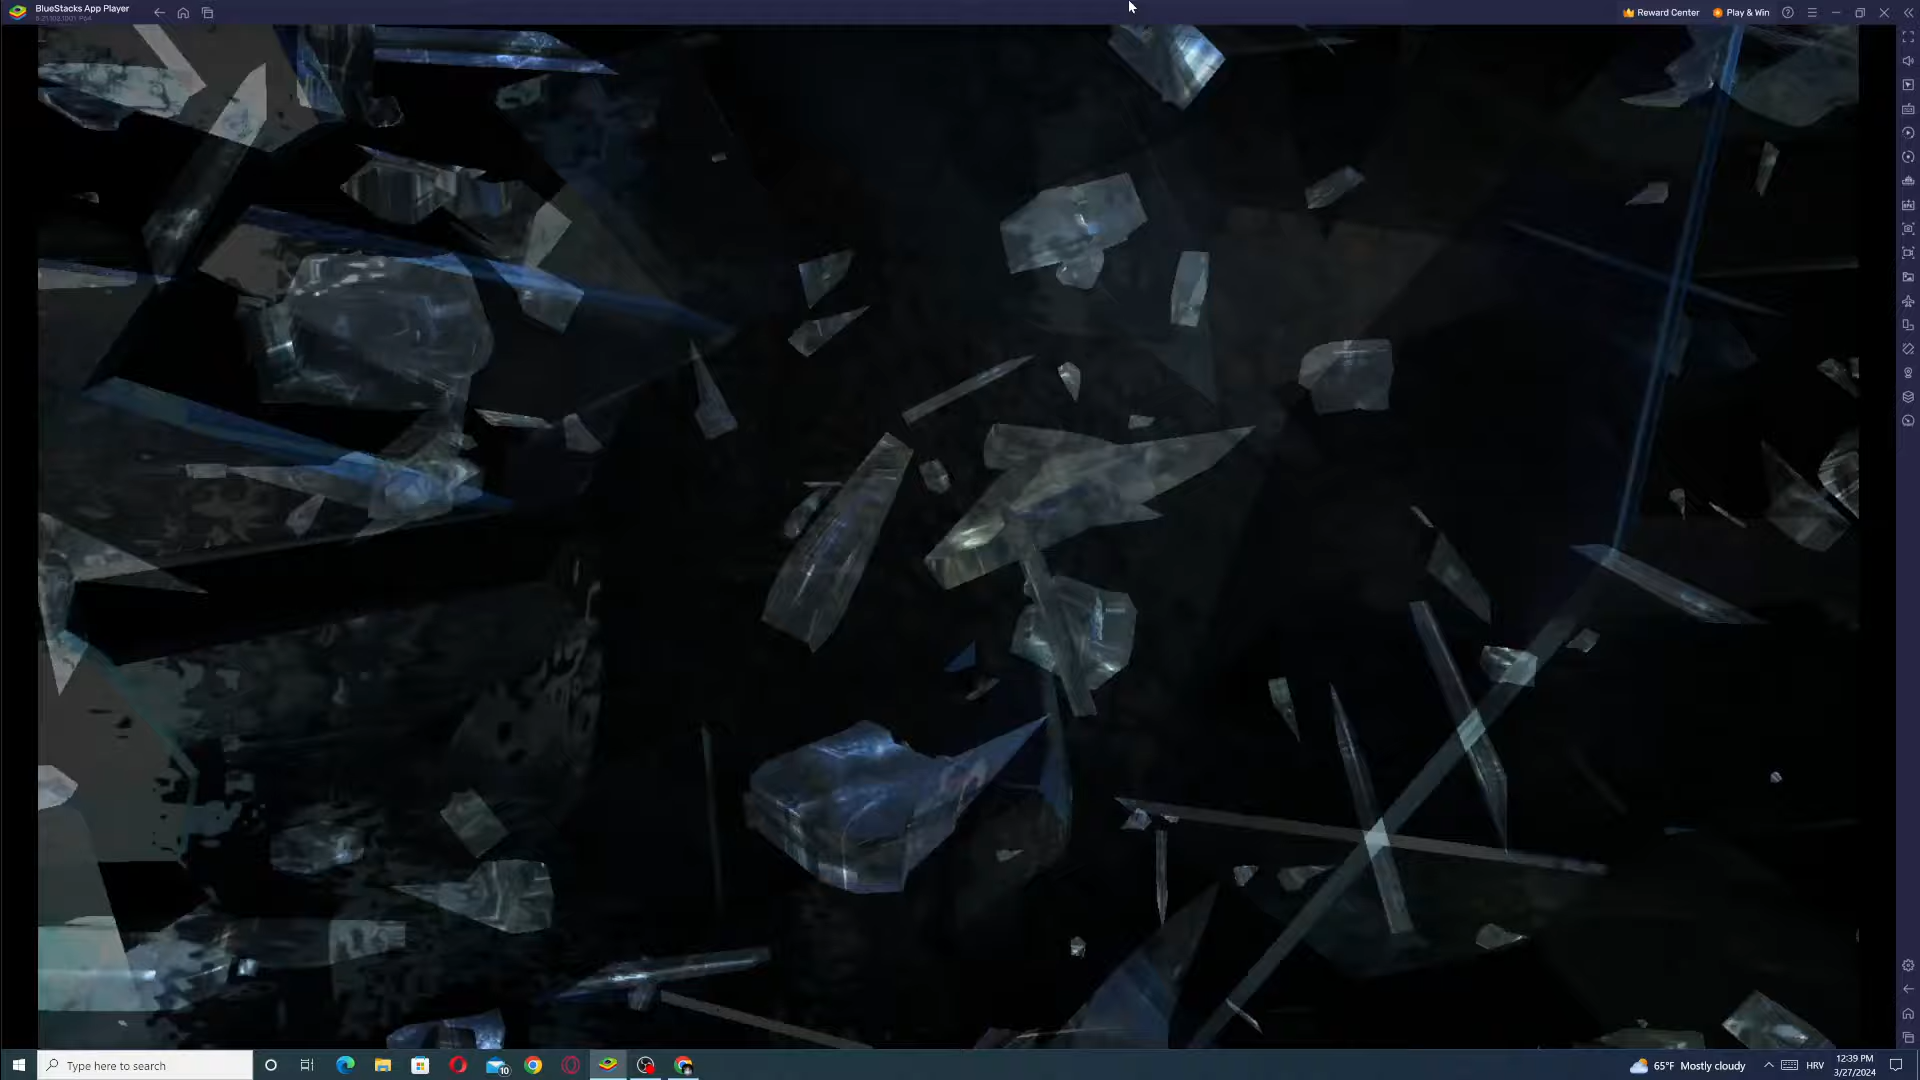 BlueStacks App Player
Reward Center
Play & Win
Type here to search
10
65°F Mostly cloudy
HRV
12:39 PM
3/27/2024